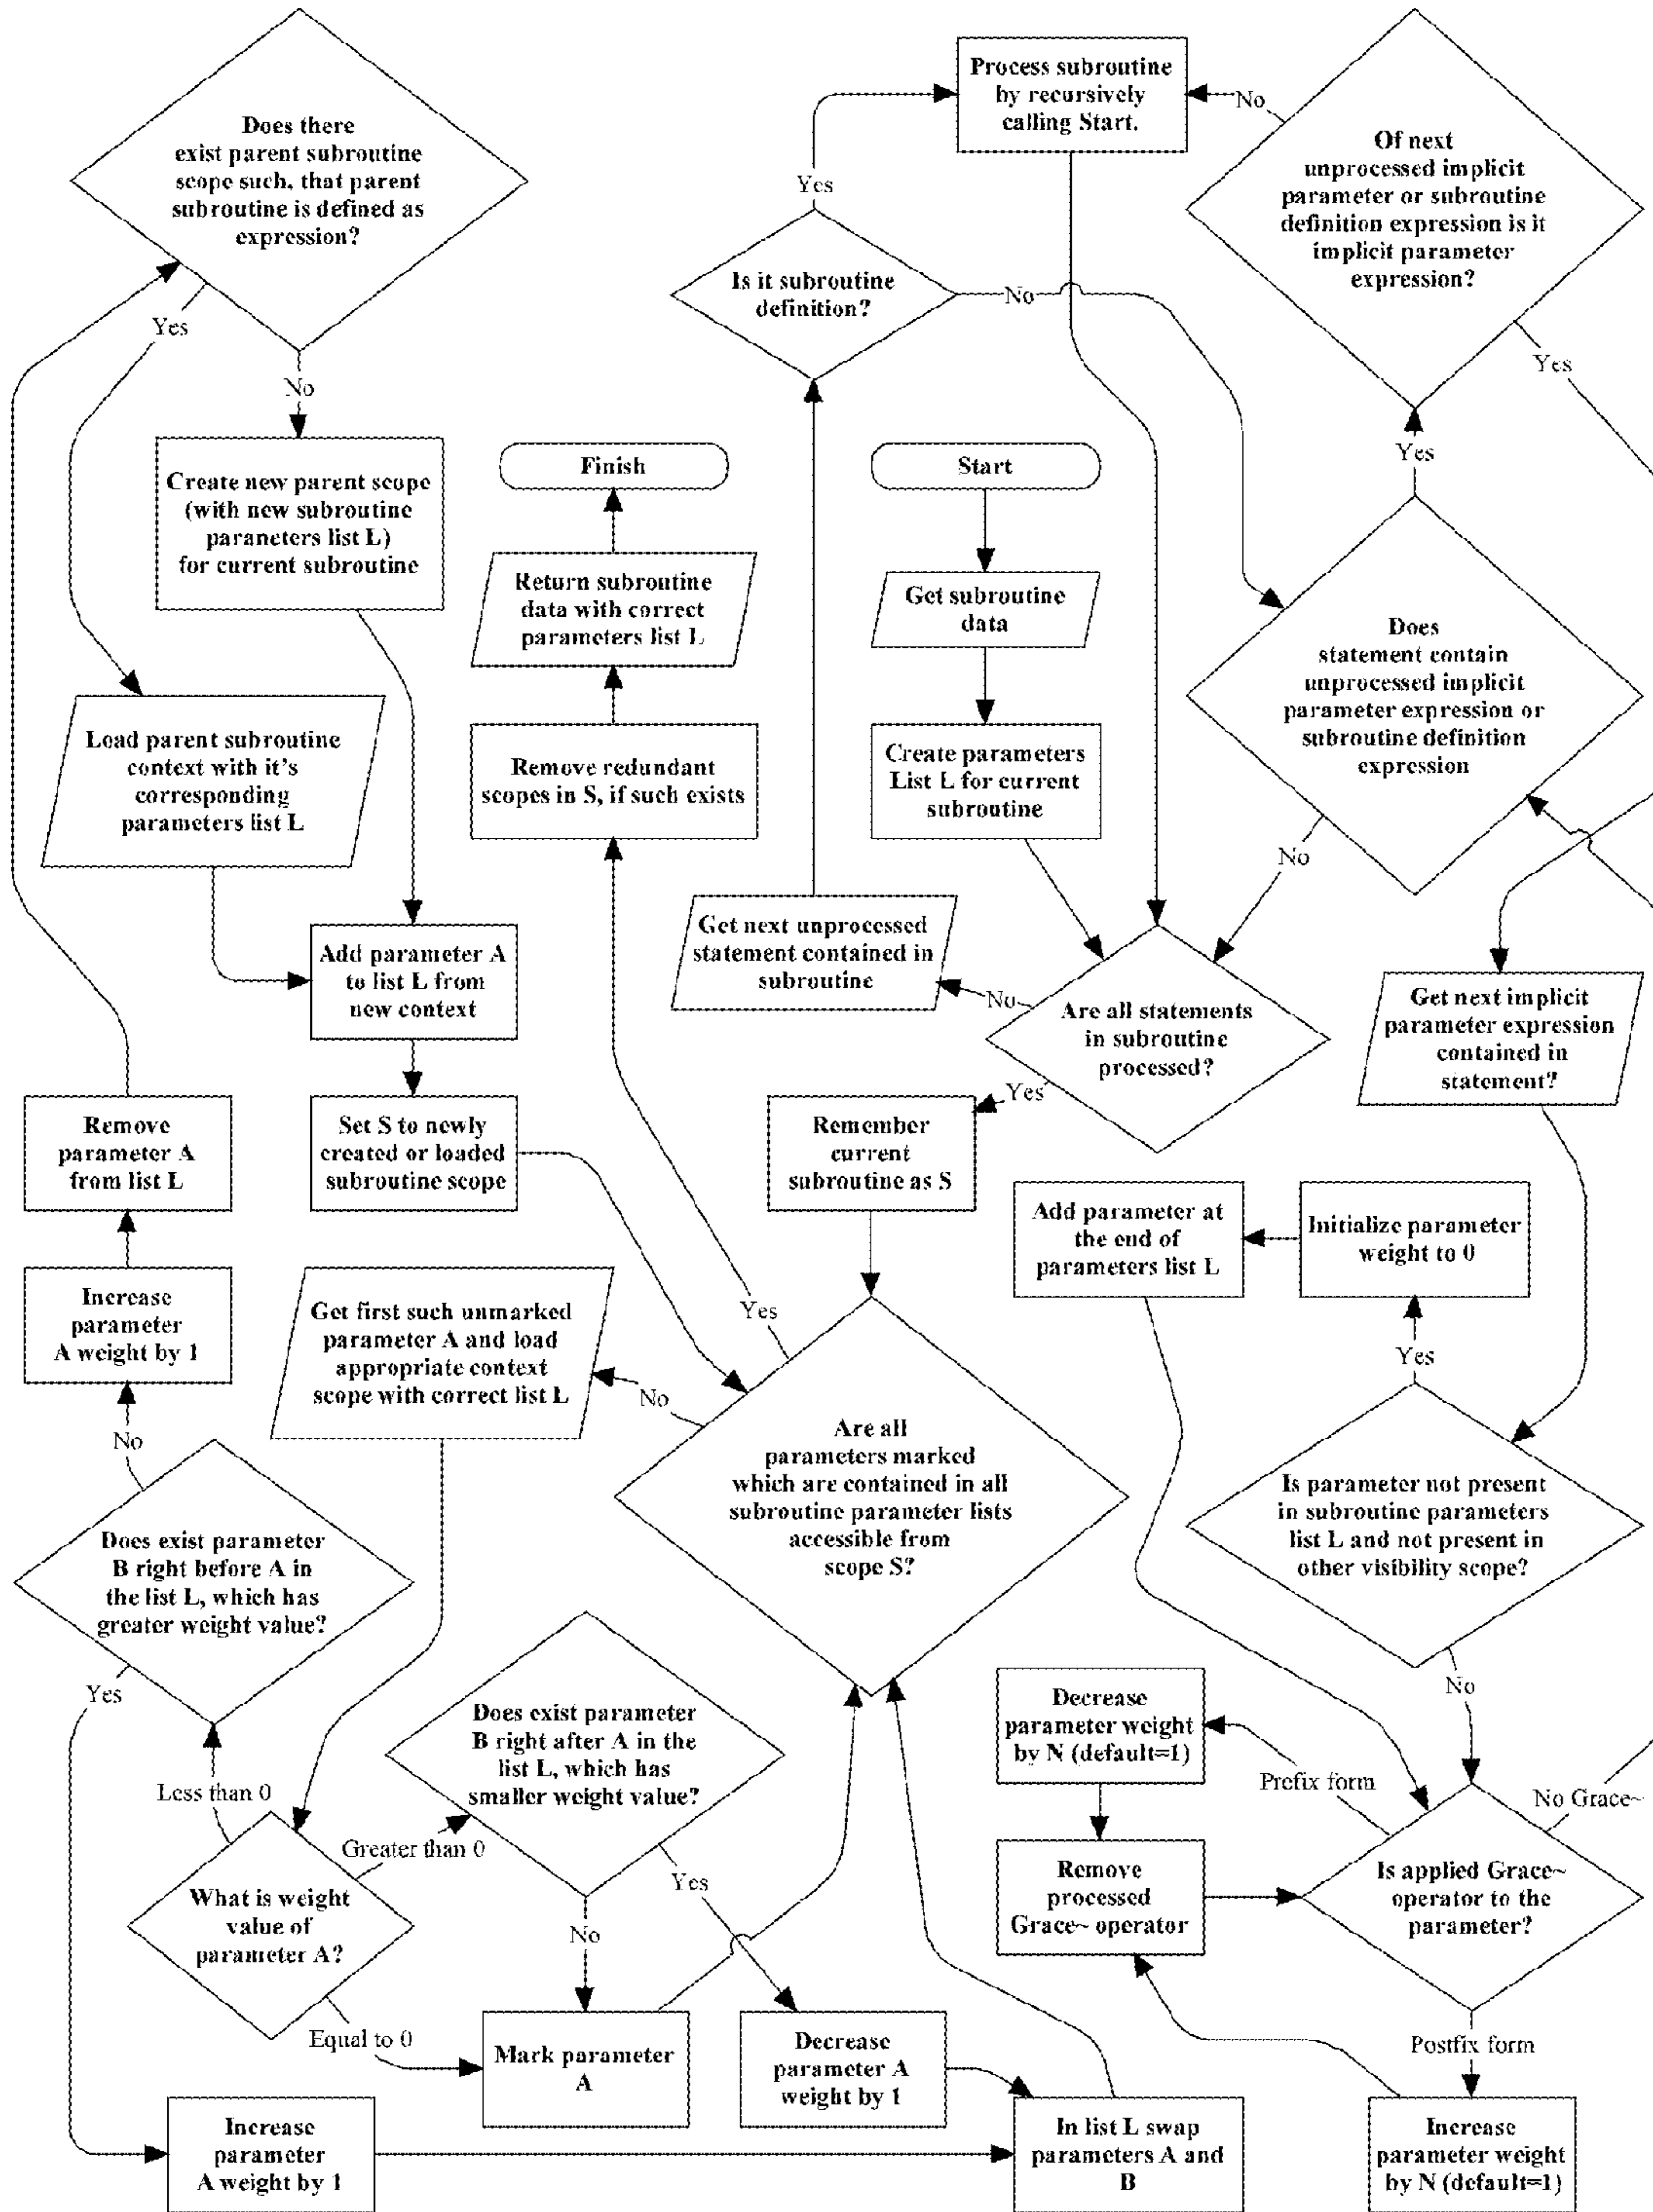 Does there
exist parent subroutine
scope such, that parent
subroutine is defined as
expression?
Yes
No
Create new parent scope
(with new subroutine
paraneters list L)
for current subroutine
Load parent subroutine
context with it's
corresponding
parameters list L
Add parameter A
to list L from
new context
Set S to newly
created or loaded
subroutine scope
Remove
parameter A
from list L
Increase
parameter
A weight by 1
No
Does exist parameter
B right before A in
the list L, which has
greater weight value?
Yes
Less than 0
What is weight
value of
parameter A?
Greater than 0
Equal to 0
Increase
parameter
A weight by 1
Finish
Return subroutine
data with correct
parameters list L
Remove redundant
scopes in S, if such exists
Get first such unmarked
parameter A and load
appropriate context
scope with correct list L
Does exist parameter
B right after A in the
list L, which has
smaller weight value?
Yes
No
Mark parameter
A
Decrease
parameter A
weight by 1
In list L swap
parameters A and
B
Process subroutine
by recursively
calling Start.
Yes
Is it subroutine
definition?
No
Start
Get subroutine
data
Create parameters
List L for current
subroutine
Get next unprocessed
statement contained in
subroutine
No
Are all statements
in subroutine
processed?
Yes
Remember
current
subroutine as S
Yes
No
Are all
parameters marked
which are contained in all
subroutine parameter lists
accessible from
scope S?
No
Of next
unprocessed implicit
parameter or subroutine
definition expression is it
implicit parameter
expression?
Yes
Yes
Does
statement contain
unprocessed implicit
parameter expression or
subroutine definition
expression
No
Get next implicit
parameter expression
contained in
statement?
Add parameter at
the end of
parameters list L
Initialize parameter
weight to 0
Yes
Is parameter not present
in subroutine parameters
list L and not present in
other visibility scope?
No
Decrease
parameter weight
by N (default=1)
Prefix form
No Grace~
Remove
processed
Grace~ operator
Is applied Grace~
operator to the
parameter?
Postfix form
Increase
parameter weight
by N (default=1)